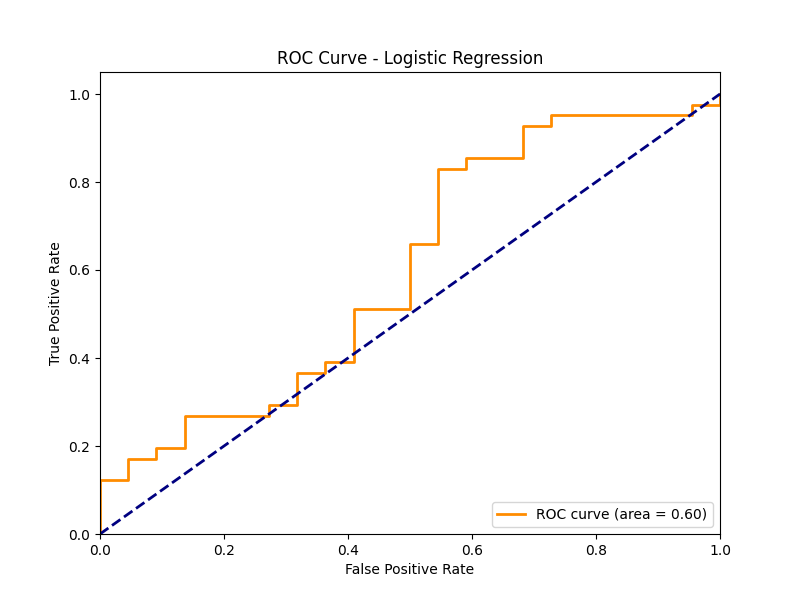 ROC Curve - Logistic Regression
True Positive Rate
1.0
0.8
0.6
0.4
0.2
0.0
ROC curve (area = 0.60)
0.0 0.2 0.4 0.6 0.8 1.0
False Positive Rate